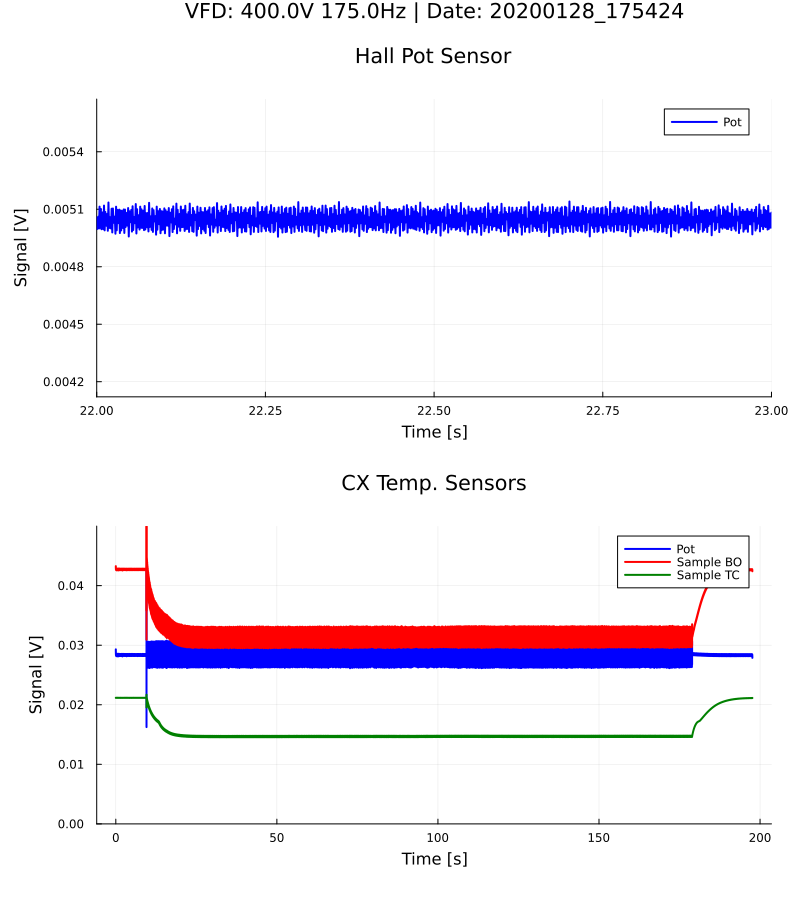 VFD: 400.0V 175.0Hz | Date: 20200128_175424
Hall Pot Sensor
Pot
Signal [V]
0.0054
0.0051
0.0048
0.0045
0.0042
22.00 22.25 22.50 22.75 23.00
Time [s]
CX Temp. Sensors
Pot
Sample BO
Sample TC
Signal [V]
0.04
0.03
0.02
0.01
0.00
0 50 100 150 200
Time [s]